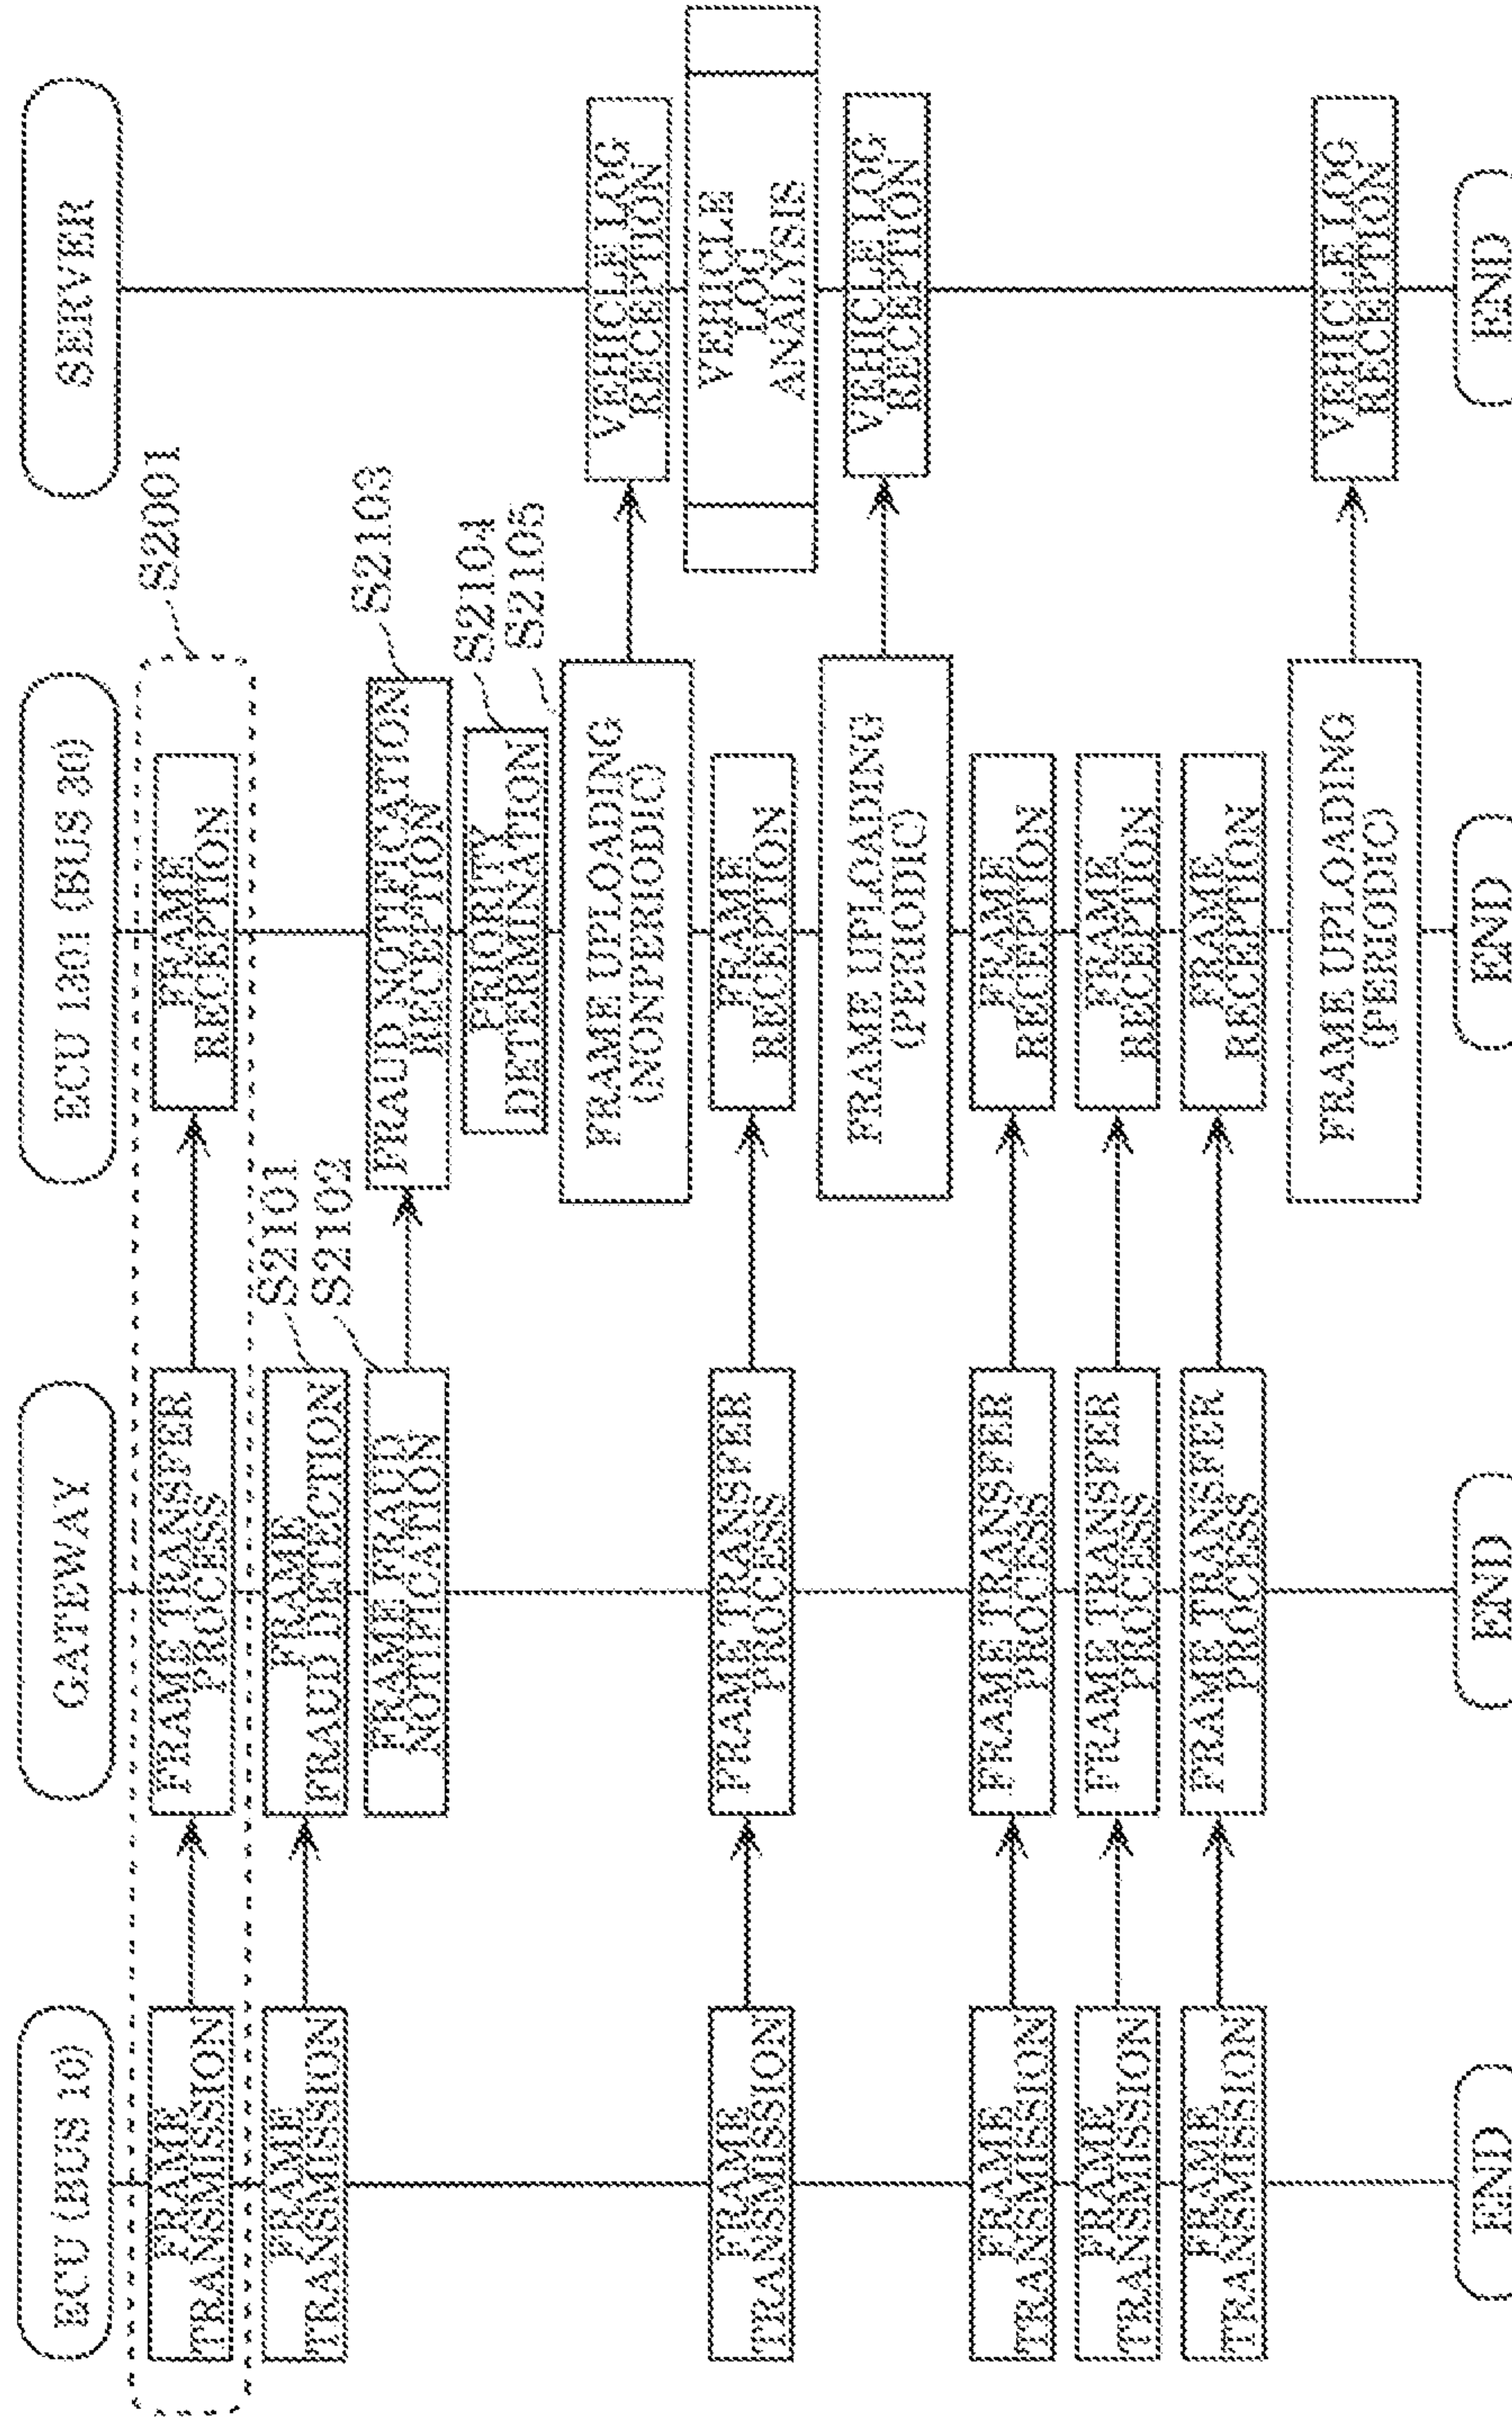 ECU (BUS 10)
GATEWAY
ECU 1301 (BUS 30)
SERVER
S2001
FRAME
TRANSMISSION
FRAME TRANSFER
PROCESS
FRAME
RECEPTION
FRAME
TRANSMISSION
FRAME
FRAUD DETECTION
S2101
FRAME FRAUD
NOTIFICATION
S2102
FRAUD NOTIFICATION
RECEPTION
S2103
PRIORITY
DETERMINATION
S2104
FRAME UPLOADING
(NONPERIODIC)
S2105
VEHICLE LOG
RECEPTION
VEHICLE
LOG
ANALYSIS
FRAME
TRANSMISSION
FRAME TRANSFER
PROCESS
FRAME
RECEPTION
FRAME UPLOADING
(PERIODIC)
VEHICLE LOG
RECEPTION
FRAME
TRANSMISSION
FRAME TRANSFER
PROCESS
FRAME
RECEPTION
FRAME
TRANSMISSION
FRAME TRANSFER
PROCESS
FRAME
RECEPTION
FRAME
TRANSMISSION
FRAME TRANSFER
PROCESS
FRAME
RECEPTION
FRAME UPLOADING
(PERIODIC)
VEHICLE LOG
RECEPTION
END
END
END
END